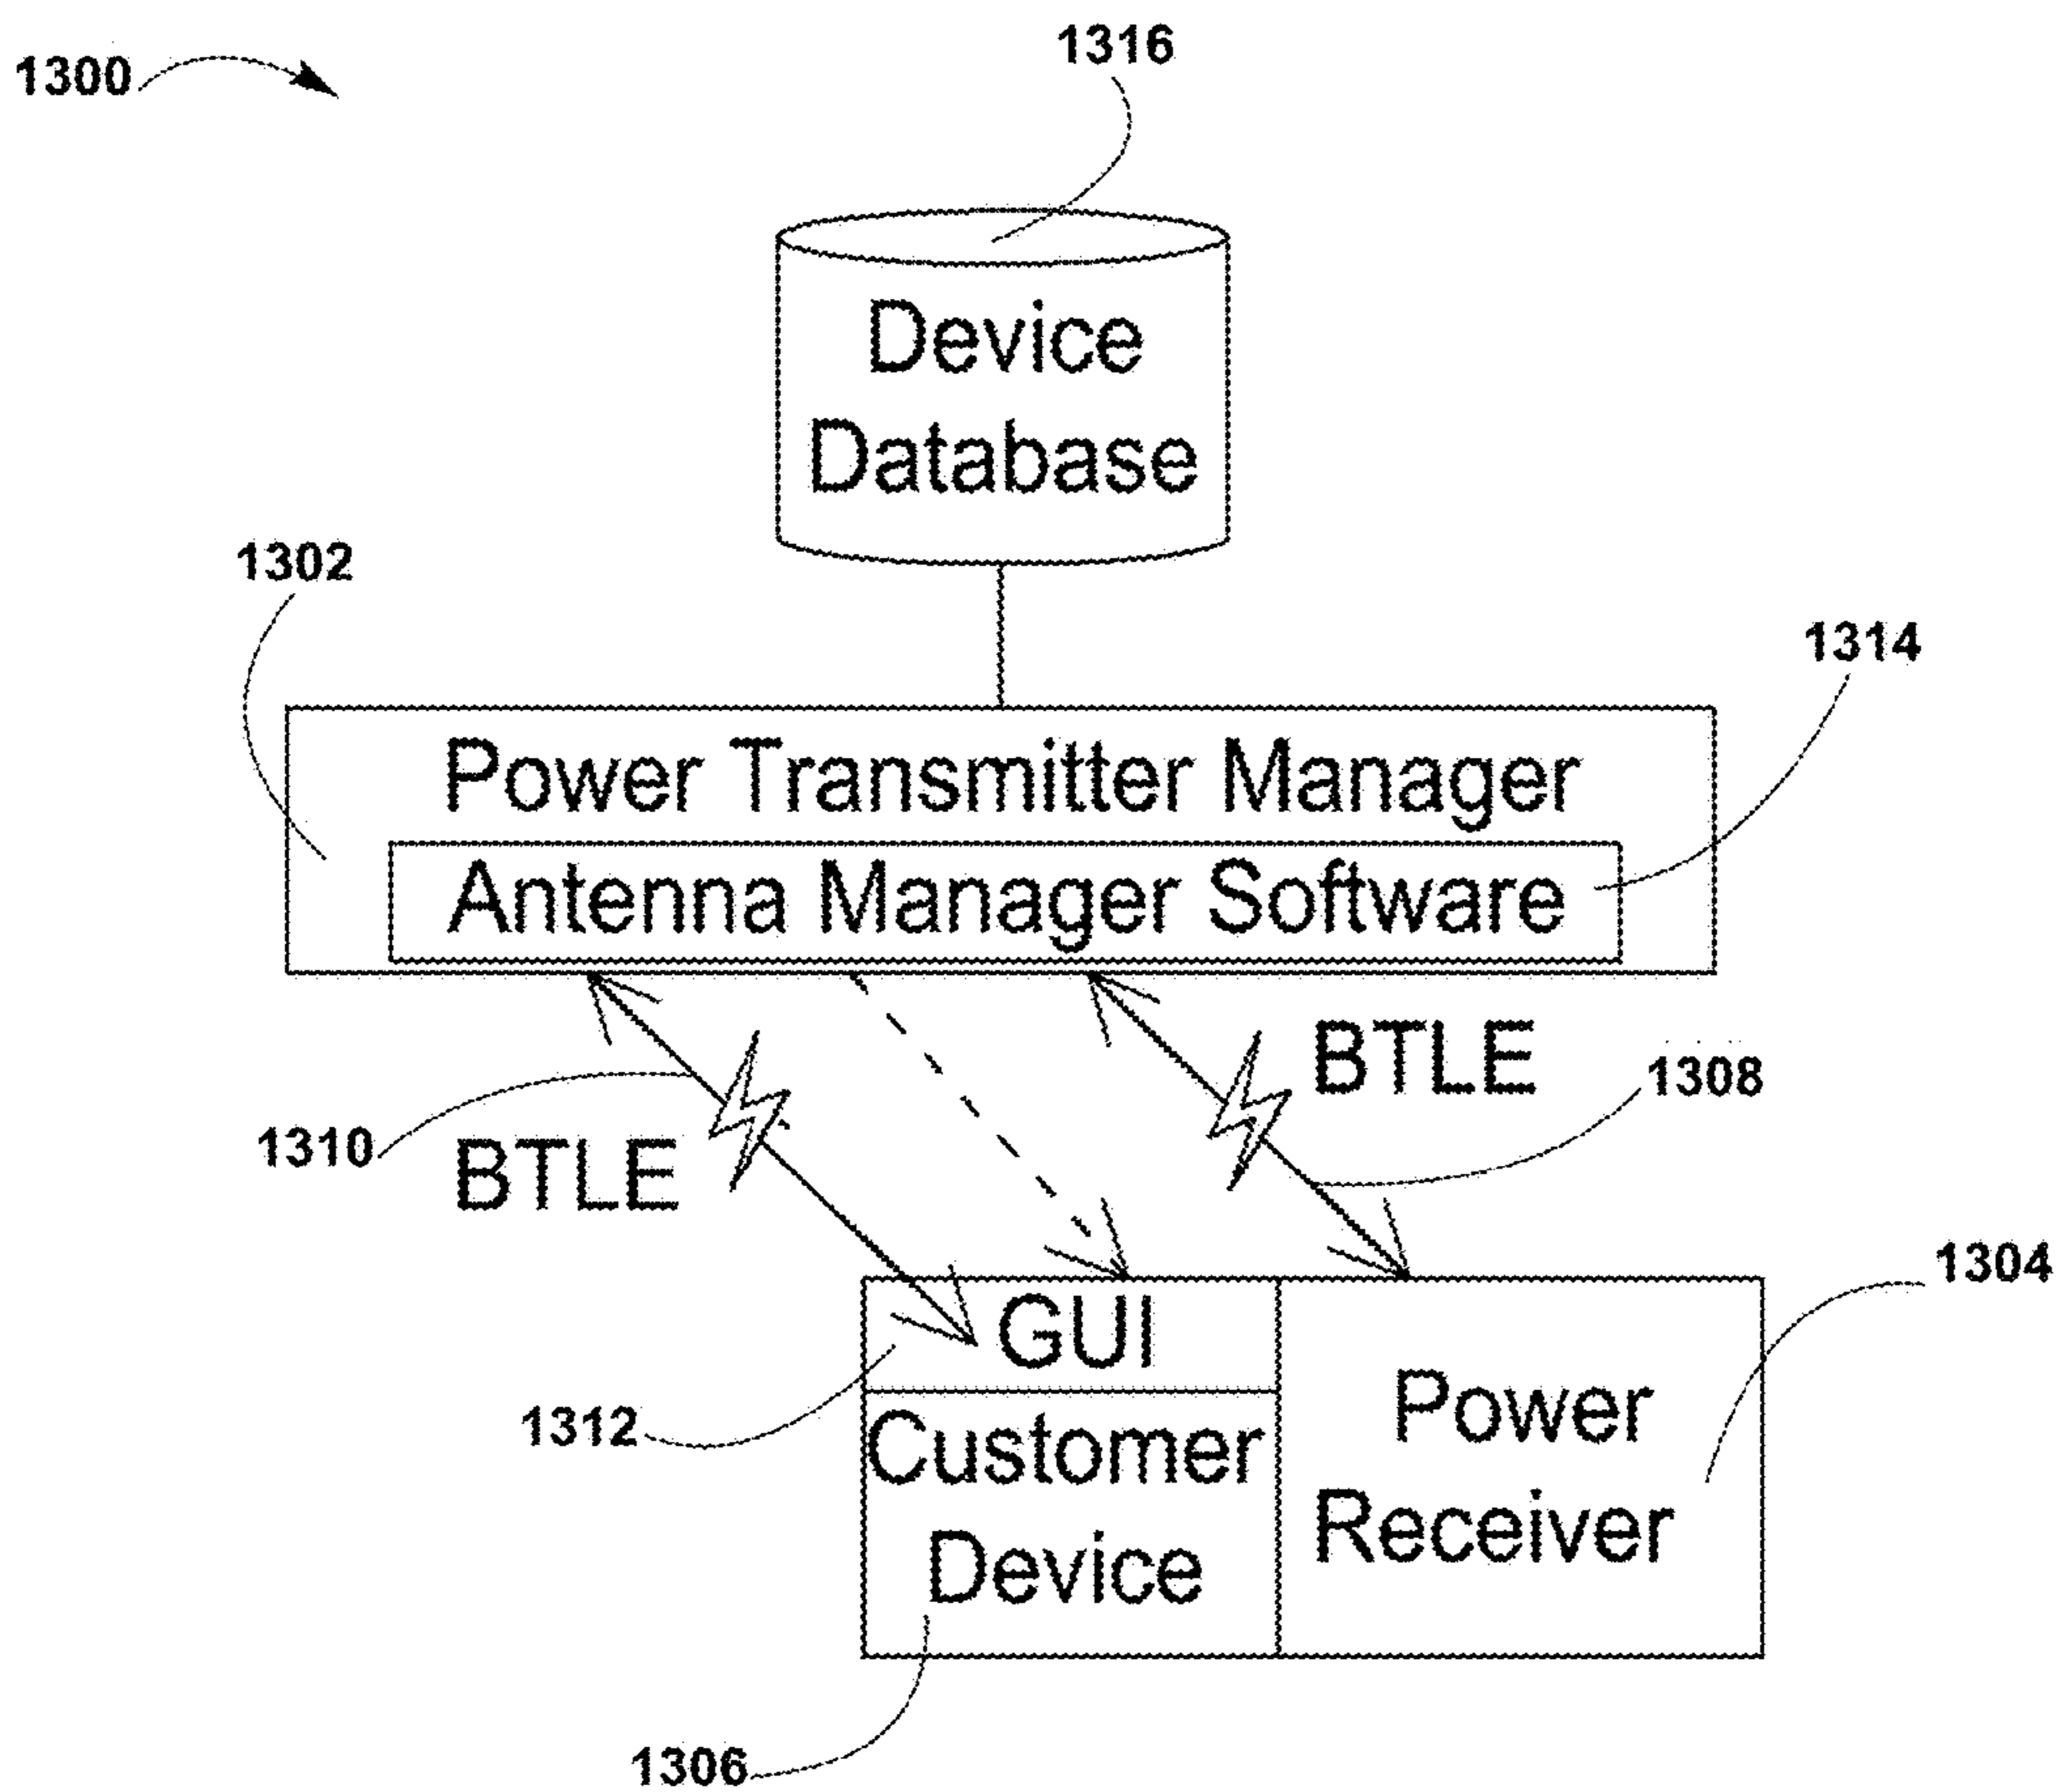 1300
1316
Device
Database
1302
1314
Power Transmitter Manager
Antenna Manager Software
BTLE
1308
1310
BTLE
1304
GUI
1312
Customer
Device
Power
Receiver
1306